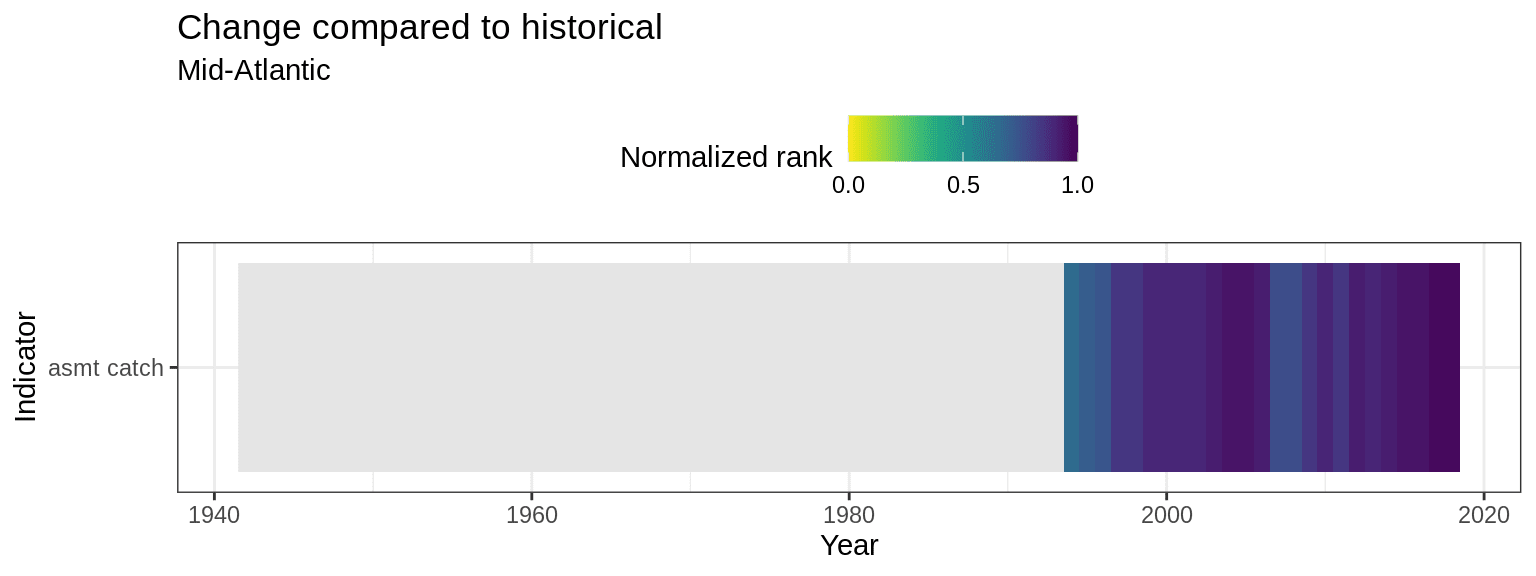 Change compared to historical
Mid-Atlantic
Normalized rank
0.0 0.5 1.0
Indicator
asmt catch
1940 1960 1980 2000 2020
Year